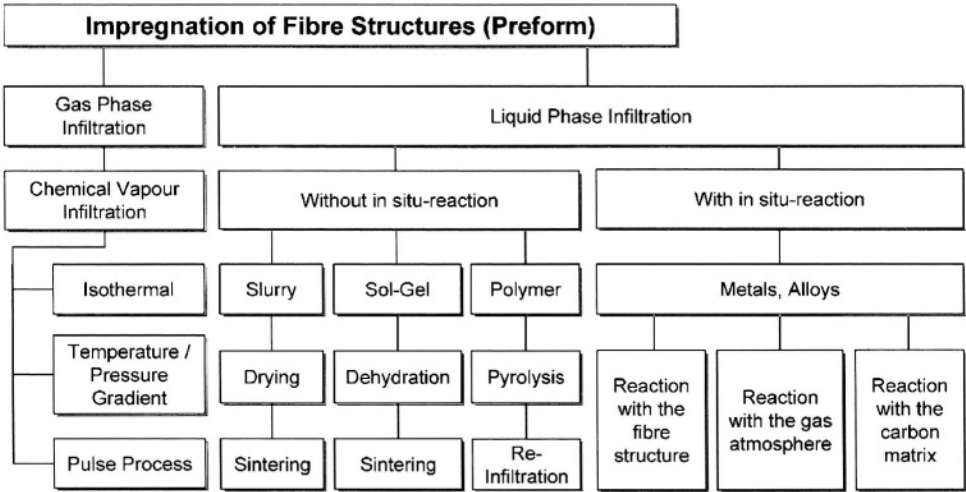 Impregnation of Fibre Structures (Preform)
Gas Phase
Infiltration
Liquid Phase Infiltration
Chemical Vapour
Infiltration
Without in situ-reaction
With in situ-reaction
Isothermal
Slurry
Sol-Gel
Polymer
Metals, Alloys
Temperature /
Pressure
Gradient
Drying
Dehydration
Pyrolysis
Reaction
with the
fibre
structure
Reaction
with the gas
atmosphere
Reaction
with the
carbon
matrix
Pulse Process
Sintering
Sintering
Re-
Infiltration